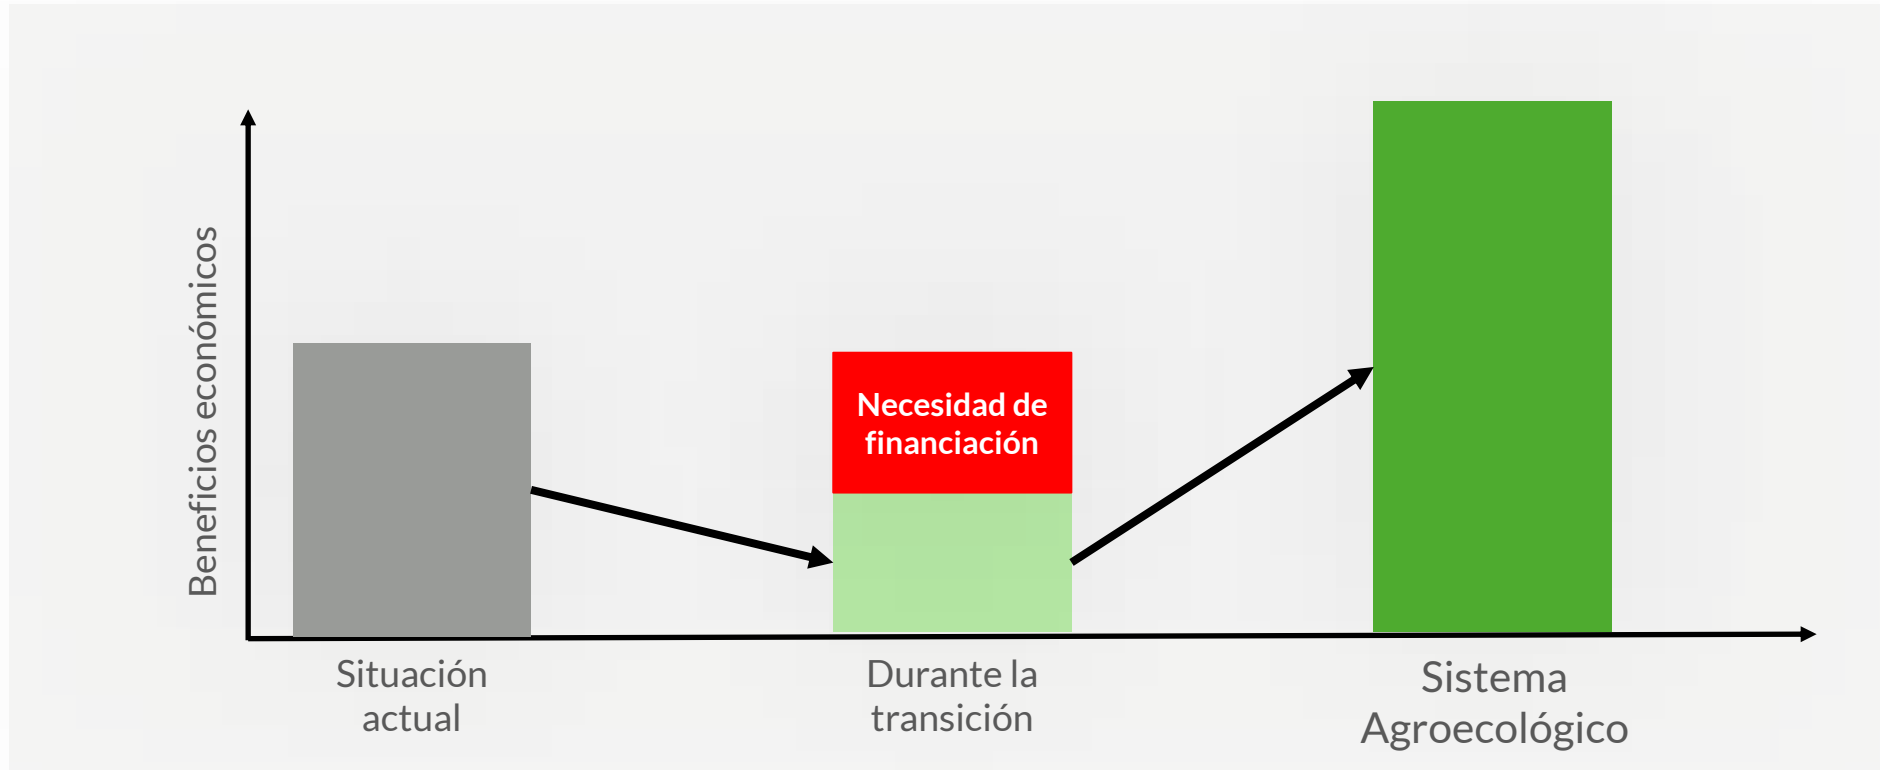 Beneficios económicos
Necesidad de
financiación
Situación
actual
Durante la
transición
Sistema
Agroecológico